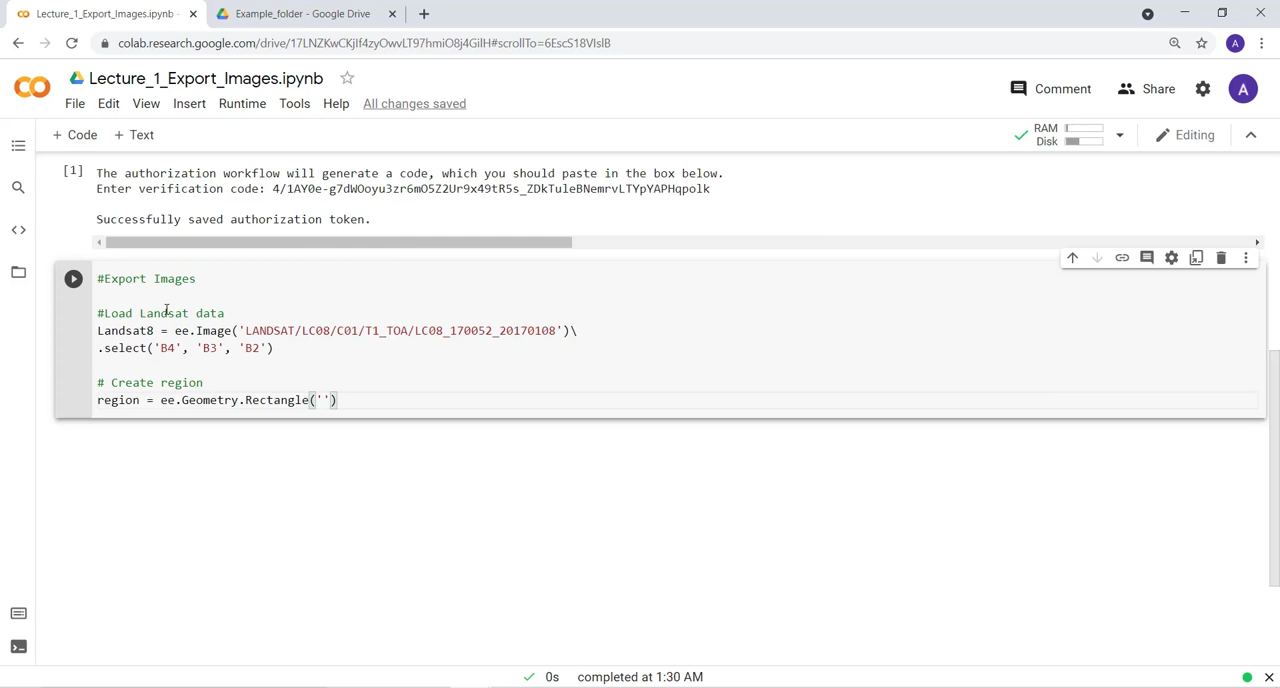 Lecture_1_Export_Images.ipynb -
Example_folder - Google Drive
colab.research.google.com/drive/17LNZKwCKjIf4zyOwvLT97hmiO8j4GilH#scrollTo=6EscS18VIslB
A
Lecture_1_Export_Images.ipynb
File Edit View Insert Runtime Tools Help All changes saved
Comment Share A
+ Code + Text
RAM
Disk
Editing
[1] The authorization workflow will generate a code, which you should paste in the box below.
Enter verification code: 4/1AY0e-g7dWOoyu3zr6mO5Z2Ur9x49tR5s_ZDkTuleBNemrvLTYpYAPHqpolk
Successfully saved authorization token.
#Export Images
#Load Landsat data
Landsat8 = ee.Image('LANDSAT/LC08/C01/T1_TOA/LC08_170052_20170108')\
.select('B4', 'B3', 'B2')
# Create region
region = ee.Geometry.Rectangle('')
0s completed at 1:30 AM